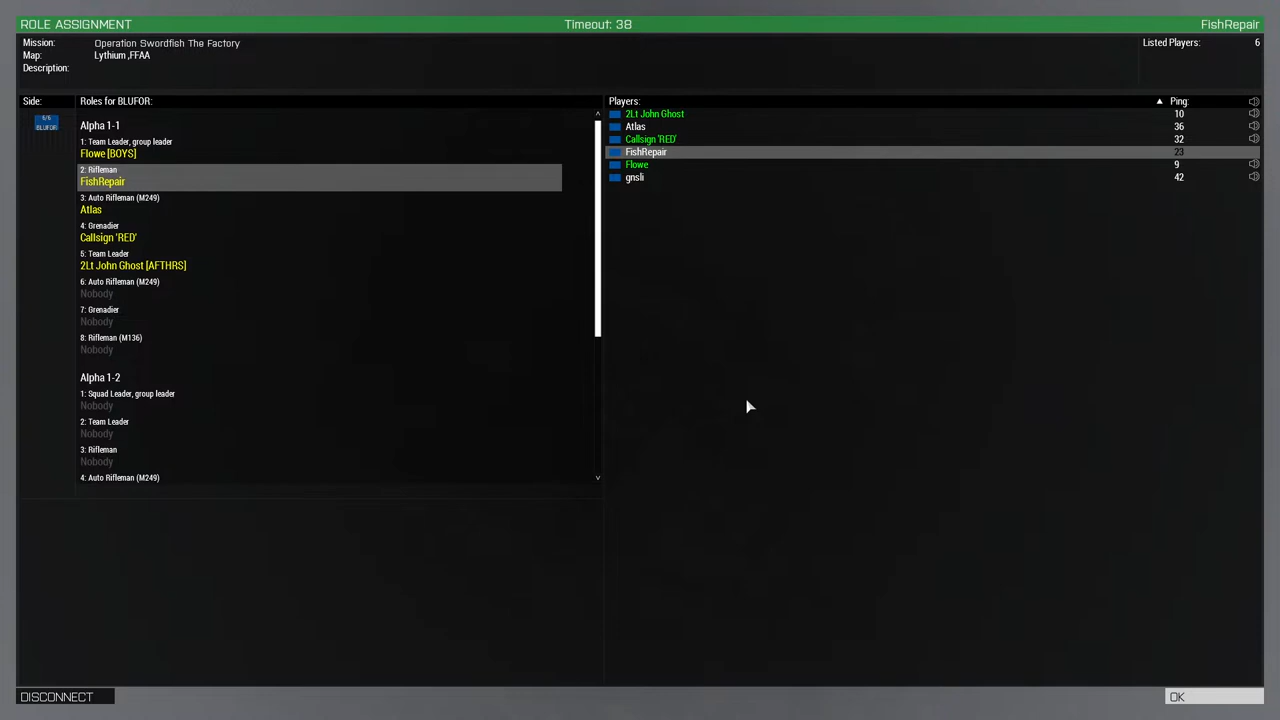 ROLE ASSIGNMENT
Timeout: 38
FishRepair
Mission: Operation Swordfish The Factory
Listed Players: 6
Map: Lythium ,FFAA
Description:
Side:
6/6
BLUFOR
Roles for BLUFOR:
Alpha 1-1
1: Team Leader, group leader
Flowe [BOYS]
2: Rifleman
FishRepair
3: Auto Rifleman (M249)
Atlas
4: Grenadier
Callsign 'RED'
5: Team Leader
2Lt John Ghost [AFTHRS]
6: Auto Rifleman (M249)
Nobody
7: Grenadier
Nobody
8: Rifleman (M136)
Nobody
Alpha 1-2
1: Squad Leader, group leader
Nobody
2: Team Leader
Nobody
3: Rifleman
Nobody
4: Auto Rifleman (M249)
Players: Ping:
2Lt John Ghost 10
Atlas 36
Callsign 'RED' 32
FishRepair 23
Flowe 9
gnsli 42
DISCONNECT
OK